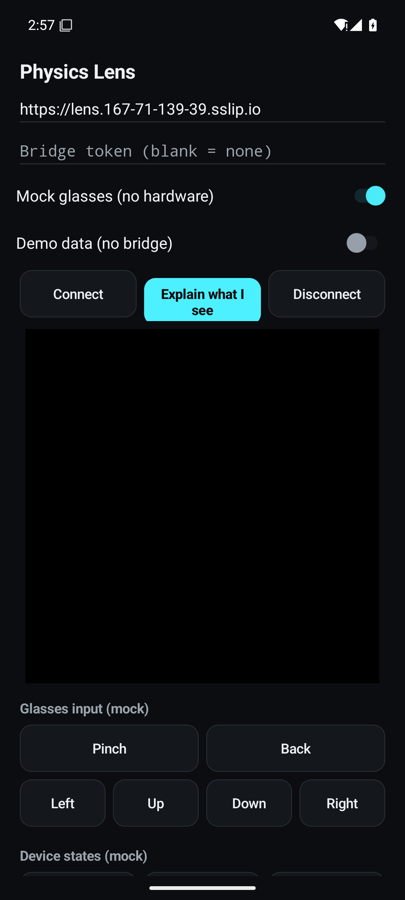 2:57
Physics Lens
https://lens.167-71-139-39.sslip.io
Bridge token (blank = none)
Mock glasses (no hardware)
Demo data (no bridge)
Connect
Explain what I
see
Disconnect
Glasses input (mock)
Pinch
Back
Left
Up
Down
Right
Device states (mock)